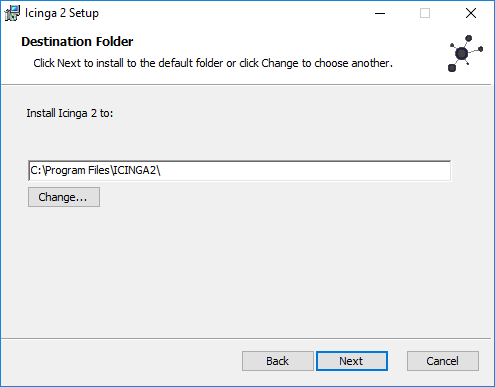 Icinga 2 Setup
Destination Folder
Click Next to install to the default folder or click Change to choose another.
Install Icinga 2 to:
C:\Program Files\ICINGA2\
Change...
Back
Next
Cancel